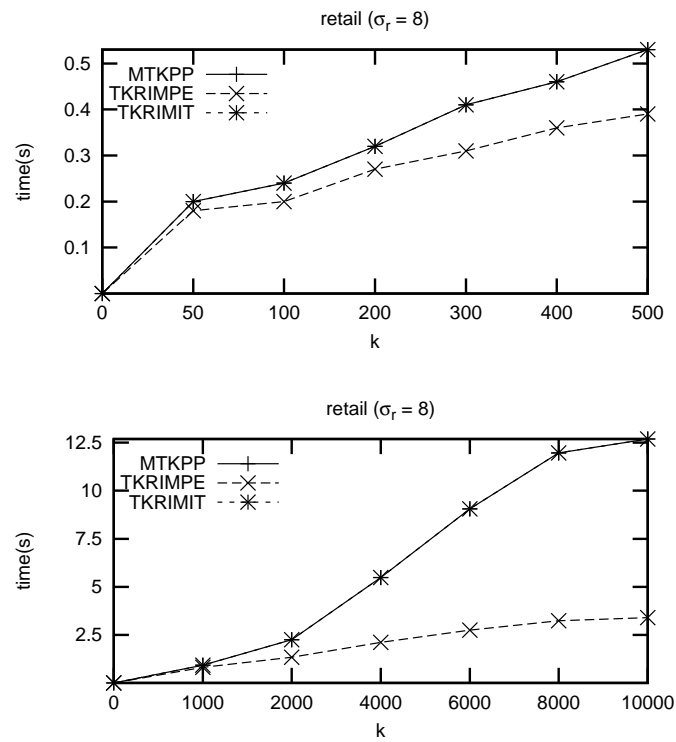 retail (σr = 8)
0.5
0.4
0.3
0.2
0.1
time(s)
MTKPP
TKRIMPE
TKRIMIT
0 50 100 200 300 400 500
k
retail (σr = 8)
12.5
10
7.5
5
2.5
time(s)
MTKPP
TKRIMPE
TKRIMIT
0 1000 2000 4000 6000 8000 10000
k